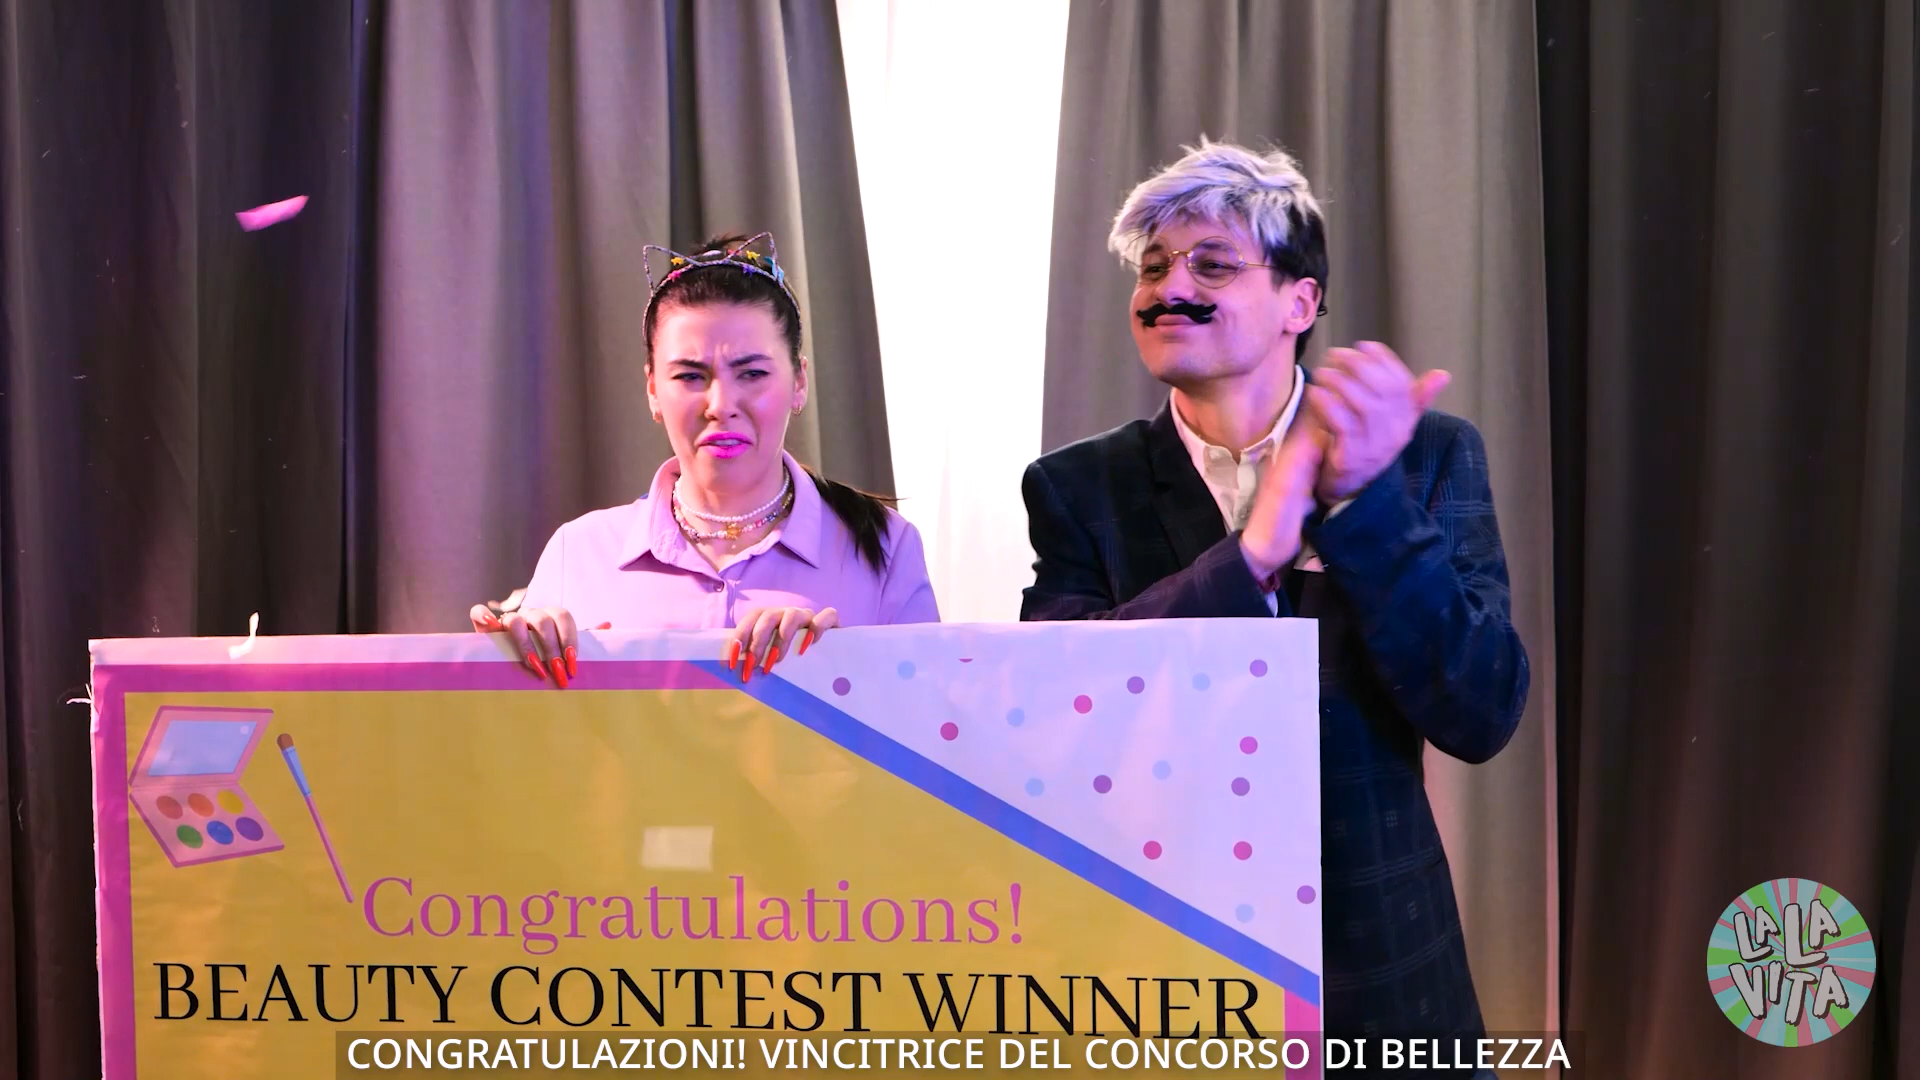 Congratulations!
BEAUTY CONTEST WINNER
CONGRATULAZIONI! VINCITRICE DEL CONCORSO DI BELLEZZA
LA LA
VITA